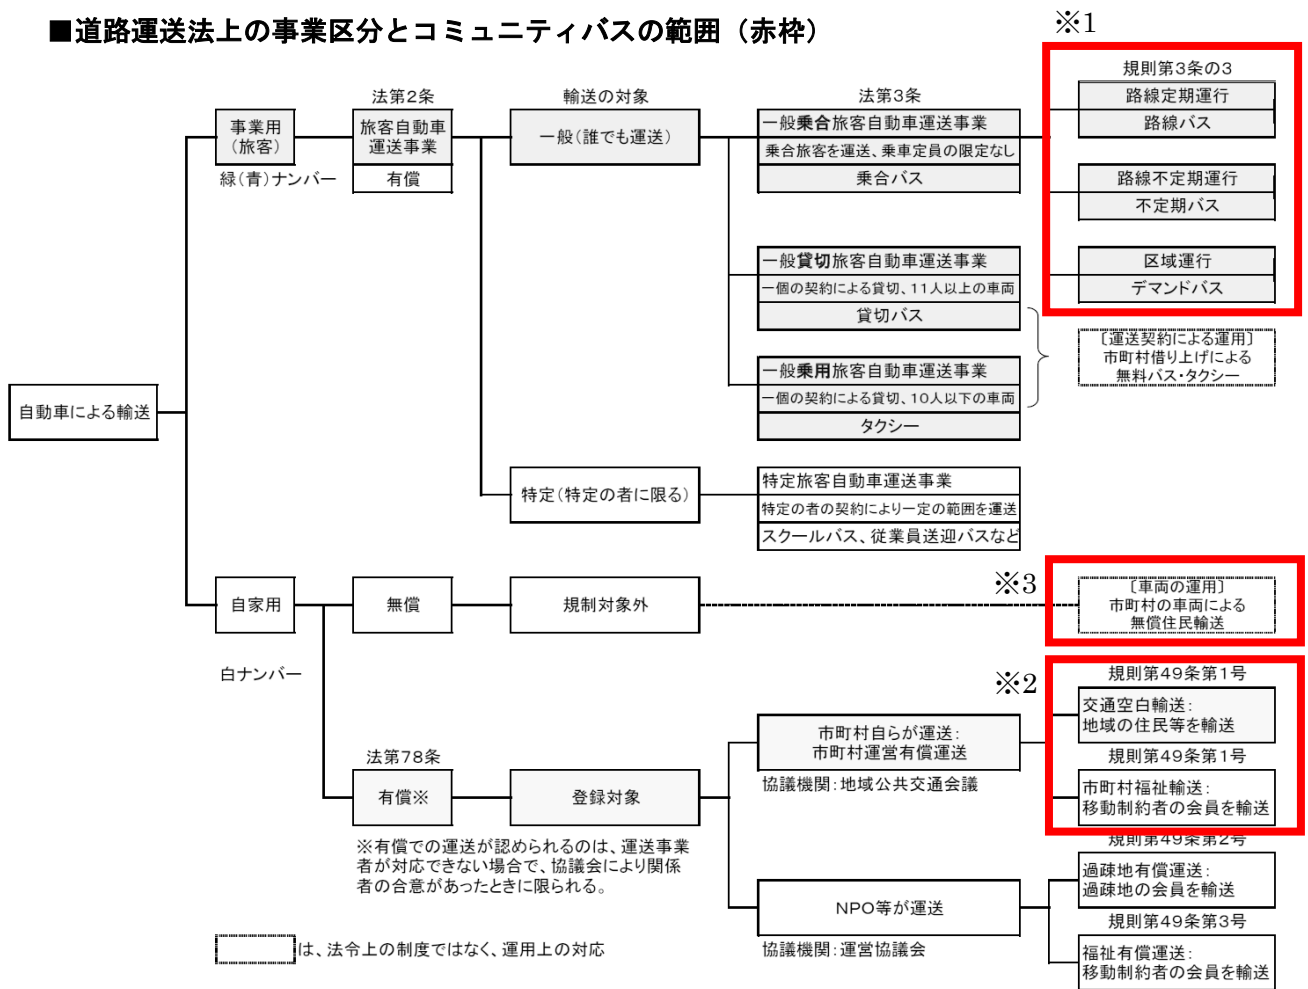 ■道路運送法上の事業区分とコミュニティバスの範囲（赤枠）
※1
規則第3条の3
法第2条
輸送の対象
法第3条
路線定期運行
路線バス
事業用
（旅客）
旅客自動車
運送事業
一般（誰でも運送）
一般乗合旅客自動車運送事業
乗合旅客を運送、乗車定員の限定なし
乗合バス
緑（青）ナンバー
有償
路線不定期運行
不定期バス
一般貸切旅客自動車運送事業
一個の契約による貸切、11人以上の車両
貸切バス
区域運行
デマンドバス
〔運送契約による運用〕
市町村借り上げによる
無料バス・タクシー
一般乗用旅客自動車運送事業
一個の契約による貸切、10人以下の車両
タクシー
自動車による輸送
特定（特定の者に限る）
特定旅客自動車運送事業
特定の者の契約により一定の範囲を運送
スクールバス、従業員送迎バスなど
※3
自家用
無償
規制対象外
〔車両の運用〕
市町村の車両による
無償住民輸送
白ナンバー
※2
規則第49条第1号
交通空白輸送：
地域の住民等を輸送
市町村自らが運送：
市町村運営有償運送
協議機関：地域公共交通会議
規則第49条第1号
市町村福祉輸送：
移動制約者の会員を輸送
法第78条
有償※
登録対象
※有償での運送が認められるのは、運送事業
者が対応できない場合で、協議会により関係
者の合意があったときに限られる。
規則第49条第2号
過疎地有償運送：
過疎地の会員を輸送
NPO等が運送
協議機関：運営協議会
規則第49条第3号
福祉有償運送：
移動制約者の会員を輸送
は、法令上の制度ではなく、運用上の対応